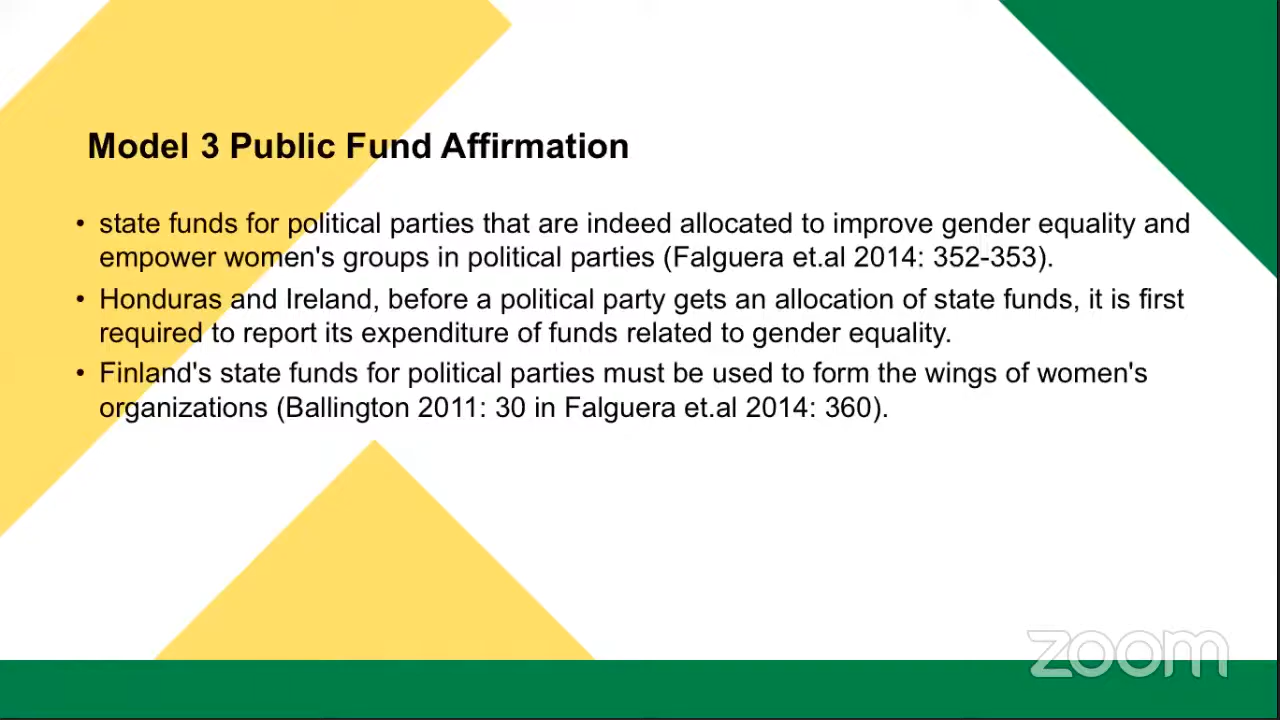 Model 3 Public Fund Affirmation
• state funds for political parties that are indeed allocated to improve gender equality and
empower women's groups in political parties (Falguera et.al 2014: 352-353).
• Honduras and Ireland, before a political party gets an allocation of state funds, it is first
required to report its expenditure of funds related to gender equality.
• Finland's state funds for political parties must be used to form the wings of women's
organizations (Ballington 2011: 30 in Falguera et.al 2014: 360).
zoom